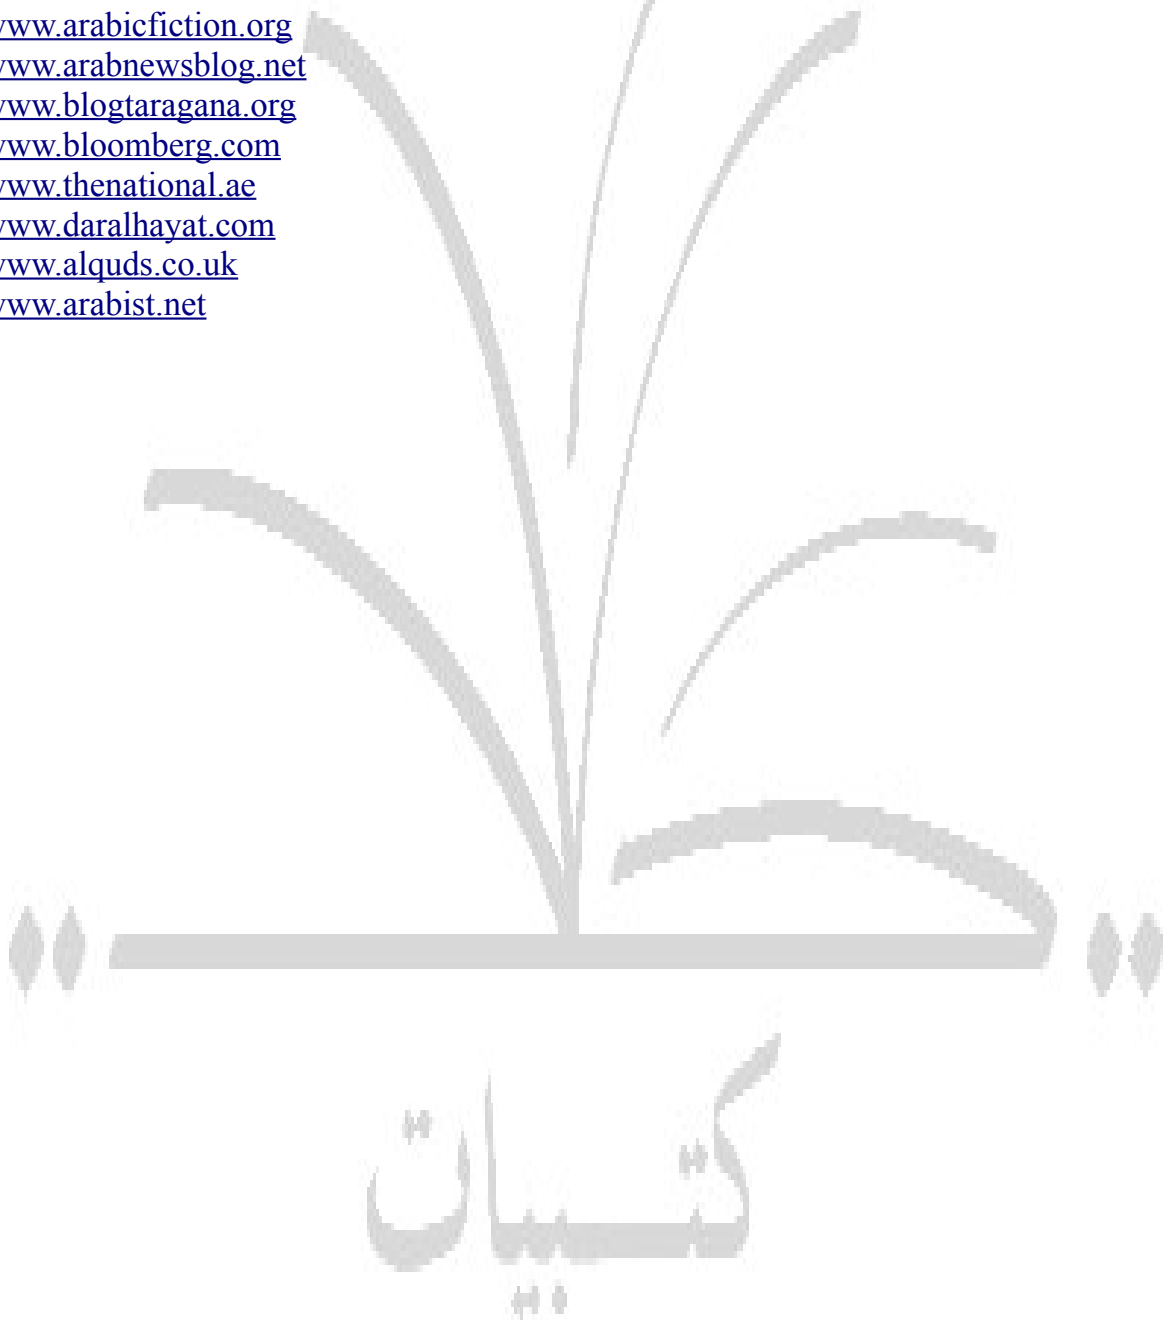 www.arabicfiction.org
www.arabnewsblog.net
www.blogtaragana.org
www.bloomberg.com
www.thenational.ae
www.daralhayat.com
www.alquds.co.uk
www.arabist.net
كتبيات